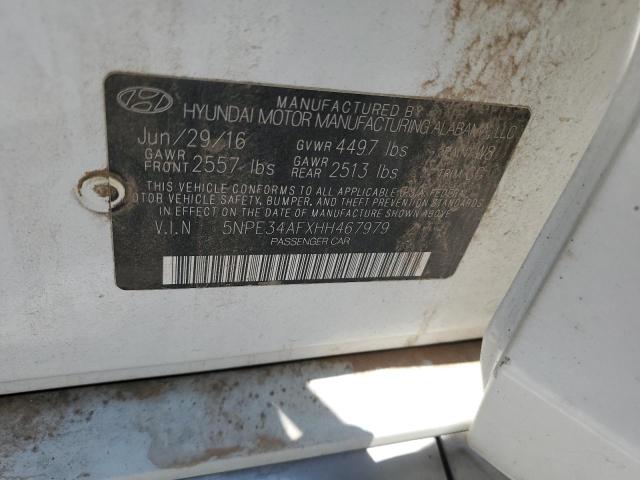 MANUFACTURED BY
HYUNDAI MOTOR MANUFACTURING ALABAMA, LLC
Jun/29/16 GVWR 4497 lbs
GAWR FRONT 2557 lbs GAWR REAR 2513 lbs TRIM
THIS VEHICLE CONFORMS TO ALL APPLICABLE U.S.A. FEDERAL
MOTOR VEHICLE SAFETY, BUMPER, AND THEFT PREVENTION STANDARDS
IN EFFECT ON THE DATE OF MANUFACTURE SHOWN ABOVE.
V.I.N 5NPE34AFXHH467979
PASSENGER CAR